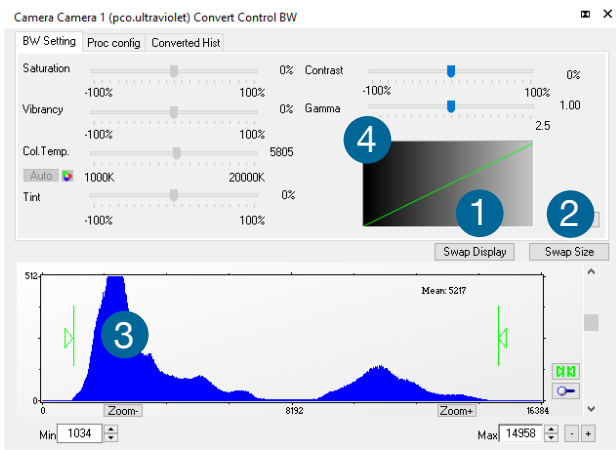 Camera Camera 1 (pco.ultraviolet) Convert Control BW
BW Setting Proc config Converted Hist
Saturation 0% Contrast 0%
-100% 100% -100% 100%
Vibrancy 0% Gamma 1.00
-100% 100% 2.5
Col.Temp. 5805 4
Auto 1000K 20000K
Tint 0% 1 2
-100% 100%
Swap Display Swap Size
512
Mean: 5217
3
0 Zoom- 8192 Zoom+ 16384
Min 1034 Max 14958 - +